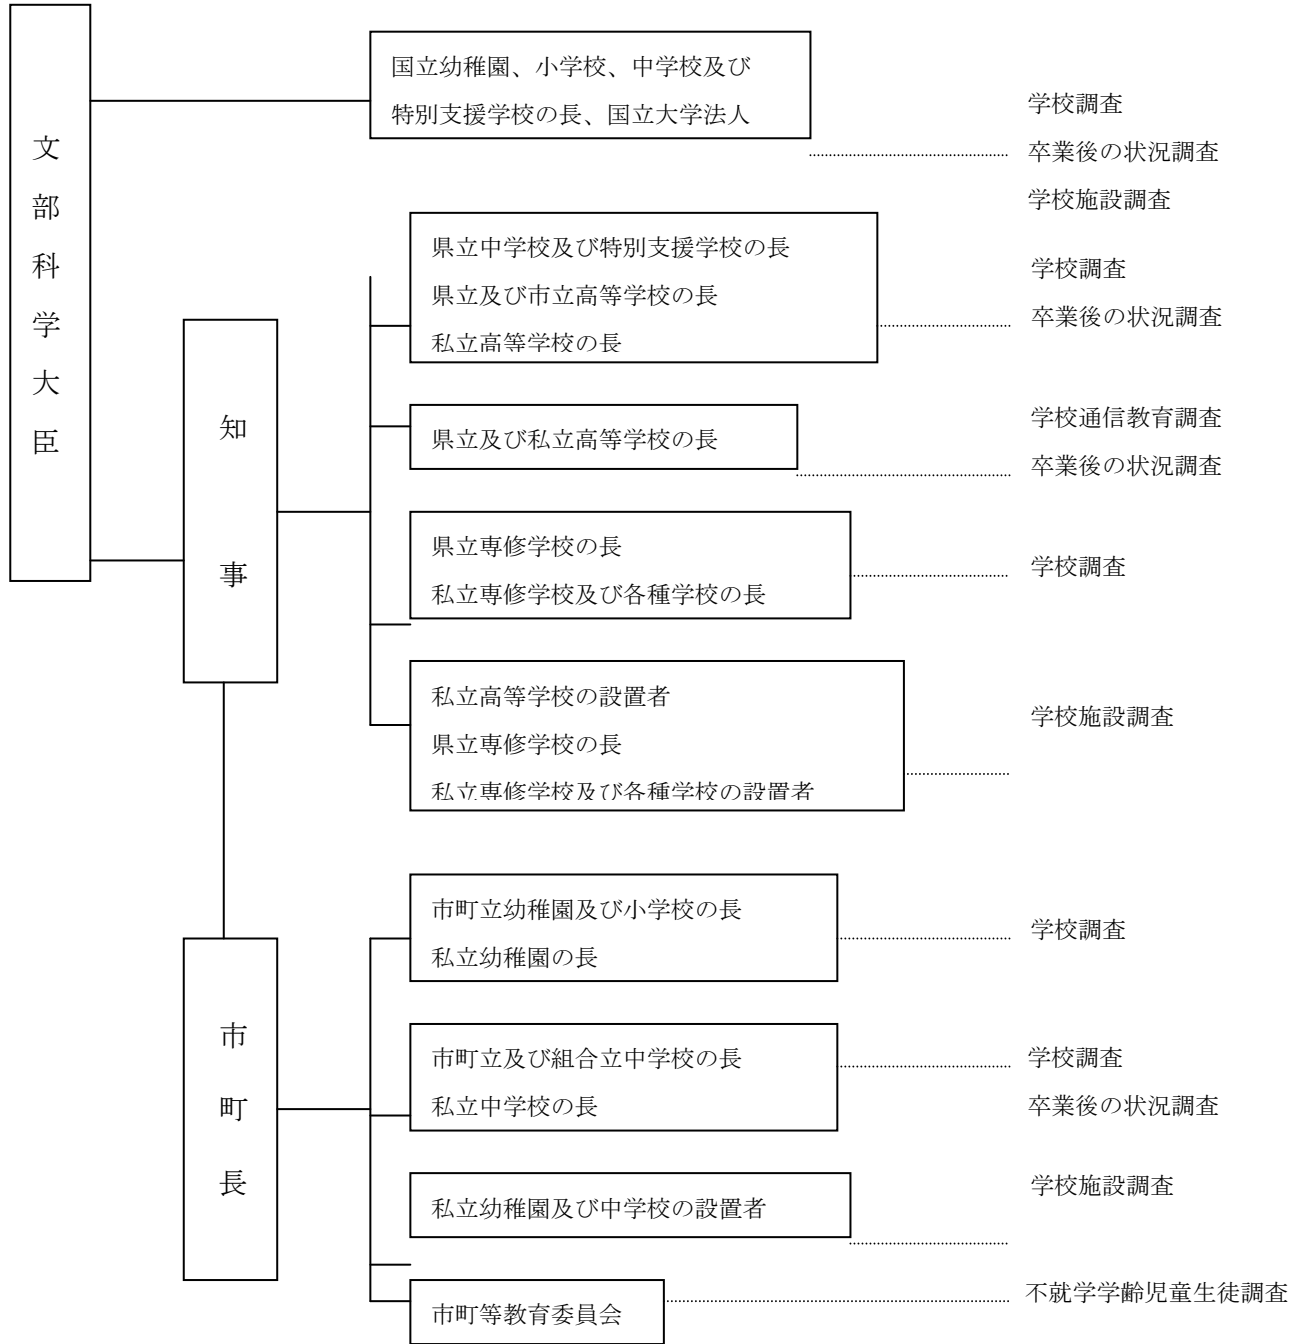 文部科学大臣
国立幼稚園、小学校、中学校及び
特別支援学校の長、国立大学法人
学校調査
卒業後の状況調査
学校施設調査
知事
県立中学校及び特別支援学校の長
県立及び市立高等学校の長
私立高等学校の長
学校調査
卒業後の状況調査
県立及び私立高等学校の長
学校通信教育調査
卒業後の状況調査
県立専修学校の長
私立専修学校及び各種学校の長
学校調査
私立高等学校の設置者
県立専修学校の長
私立専修学校及び各種学校の設置者
学校施設調査
市町長
市町立幼稚園及び小学校の長
私立幼稚園の長
学校調査
市町立及び組合立中学校の長
私立中学校の長
学校調査
卒業後の状況調査
私立幼稚園及び中学校の設置者
学校施設調査
市町等教育委員会
不就学学齢児童生徒調査